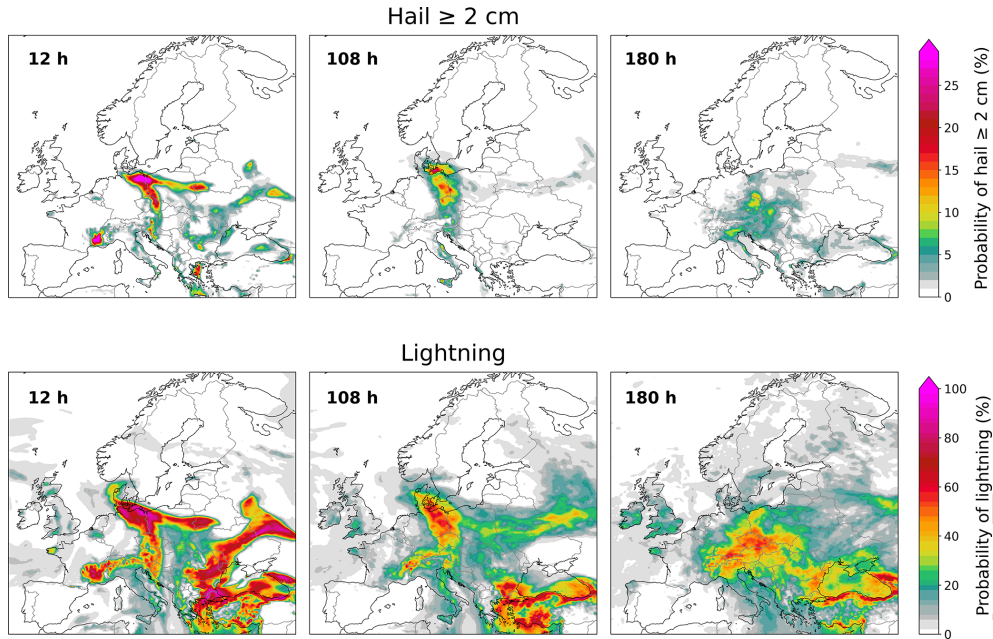 Hail ≥ 2 cm
12 h
108 h
180 h
25
20
15
10
5
0
Probability of hail ≥ 2 cm (%)
Lightning
12 h
108 h
180 h
100
80
60
40
20
0
Probability of lightning (%)